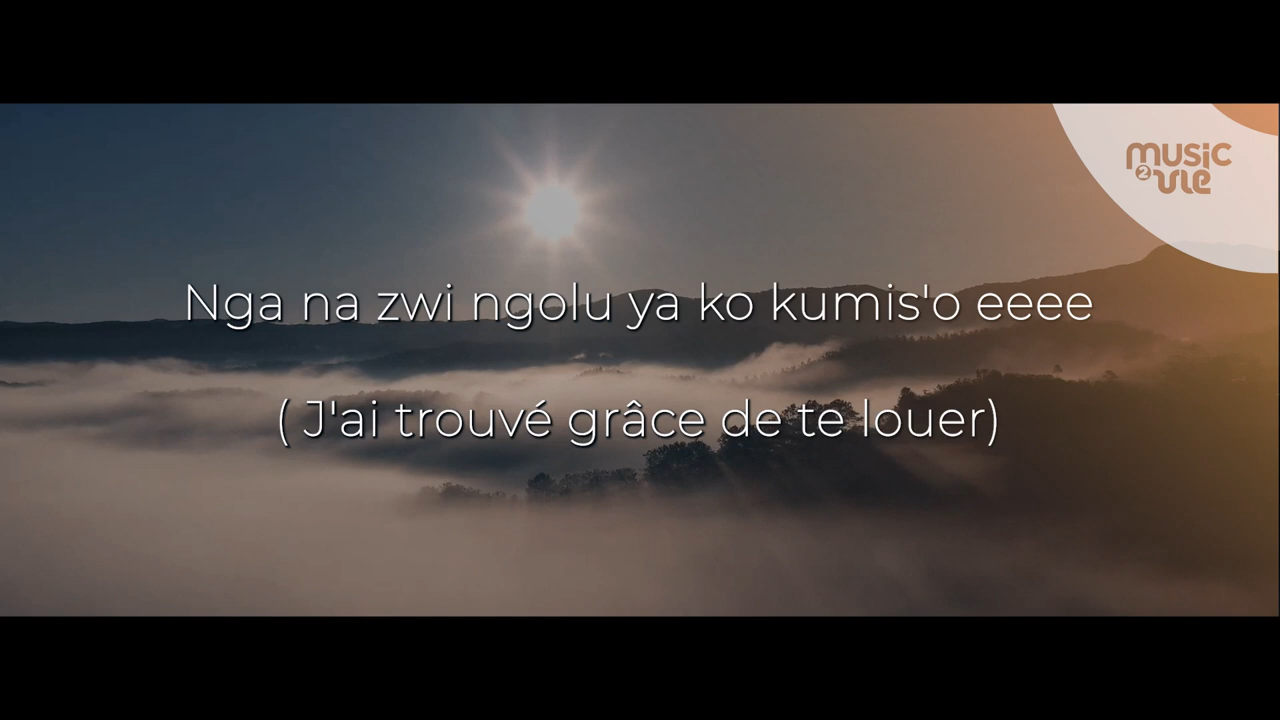 music
2 vie
Nga na zwi ngolu ya ko kumis'o eeee
( J'ai trouvé grâce de te louer)